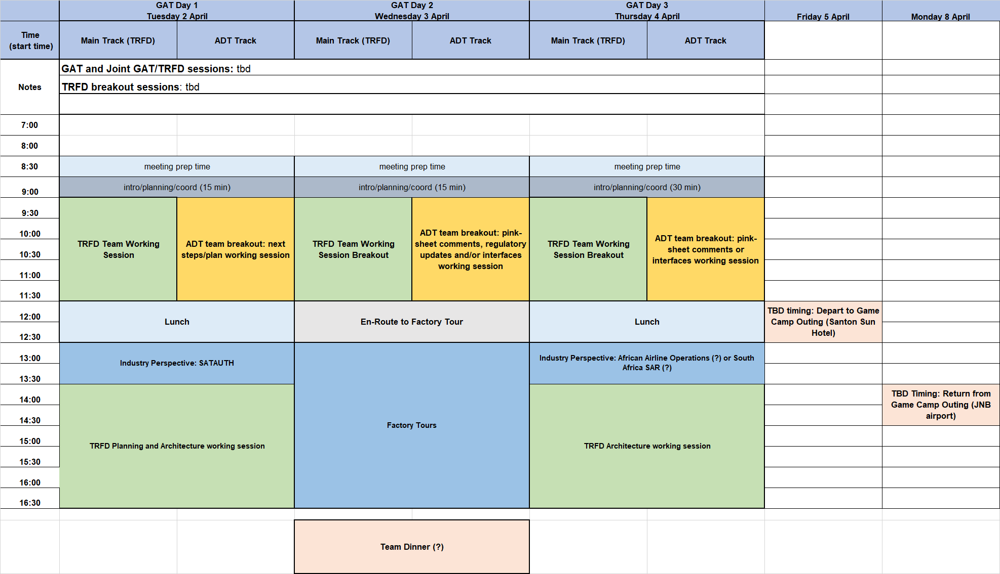 GAT Day 1
Tuesday 2 April
GAT Day 2
Wednesday 3 April
GAT Day 3
Thursday 4 April
Friday 5 April
Monday 8 April
Time
(start time)
Main Track (TRFD)
ADT Track
Main Track (TRFD)
ADT Track
Main Track (TRFD)
ADT Track
Notes
GAT and Joint GAT/TRFD sessions: tbd
TRFD breakout sessions: tbd
7:00
8:00
8:30
meeting prep time
meeting prep time
meeting prep time
9:00
intro/planning/coord (15 min)
intro/planning/coord (15 min)
intro/planning/coord (30 min)
9:30
10:00
10:30
11:00
11:30
TRFD Team Working
Session
ADT team breakout: next
steps/plan working session
TRFD Team Working
Session Breakout
ADT team breakout: pink-
sheet comments, regulatory
updates and/or interfaces
working session
TRFD Team Working
Session Breakout
ADT team breakout: pink-
sheet comments or
interfaces working session
12:00
12:30
Lunch
En-Route to Factory Tour
Lunch
TBD timing: Depart to Game
Camp Outing (Santon Sun
Hotel)
13:00
13:30
Industry Perspective: SATAUTH
Industry Perspective: African Airline Operations (?) or South
Africa SAR (?)
14:00
14:30
15:00
15:30
16:00
16:30
TRFD Planning and Architecture working session
Factory Tours
TRFD Architecture working session
TBD Timing: Return from
Game Camp Outing (JNB
airport)
Team Dinner (?)